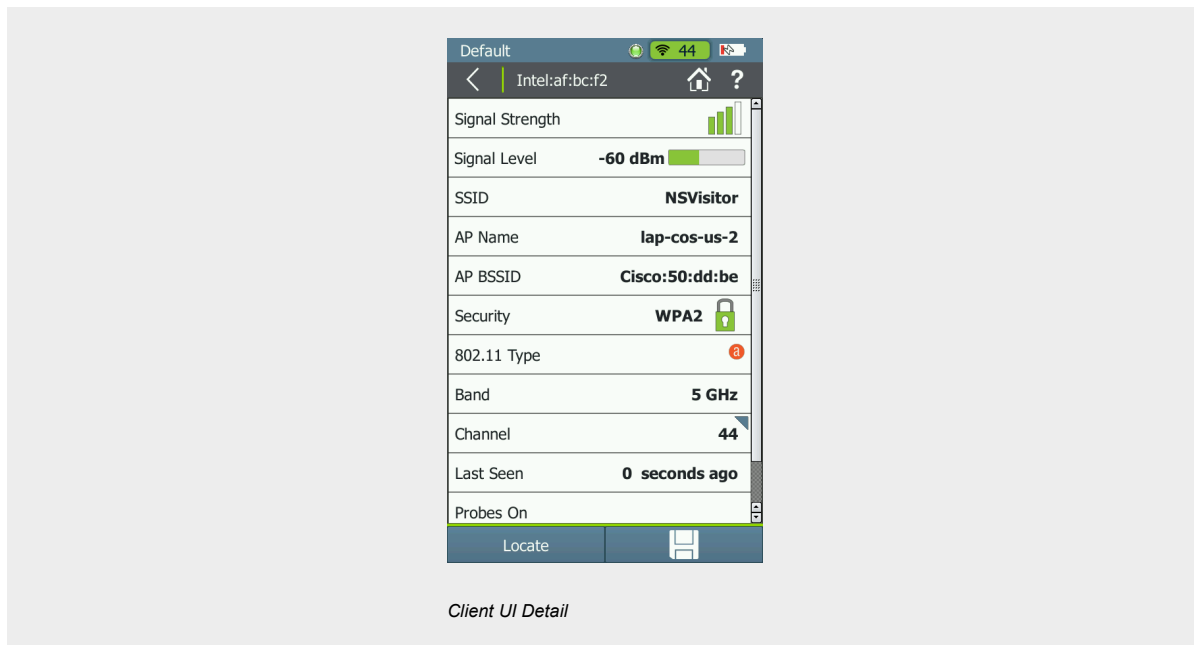 Default 44
Intel:af:bc:f2 ?
Signal Strength
Signal Level -60 dBm
SSID NSVisitor
AP Name lap-cos-us-2
AP BSSID Cisco:50:dd:be
Security WPA2
802.11 Type a
Band 5 GHz
Channel 44
Last Seen 0 seconds ago
Probes On
Locate
Client UI Detail